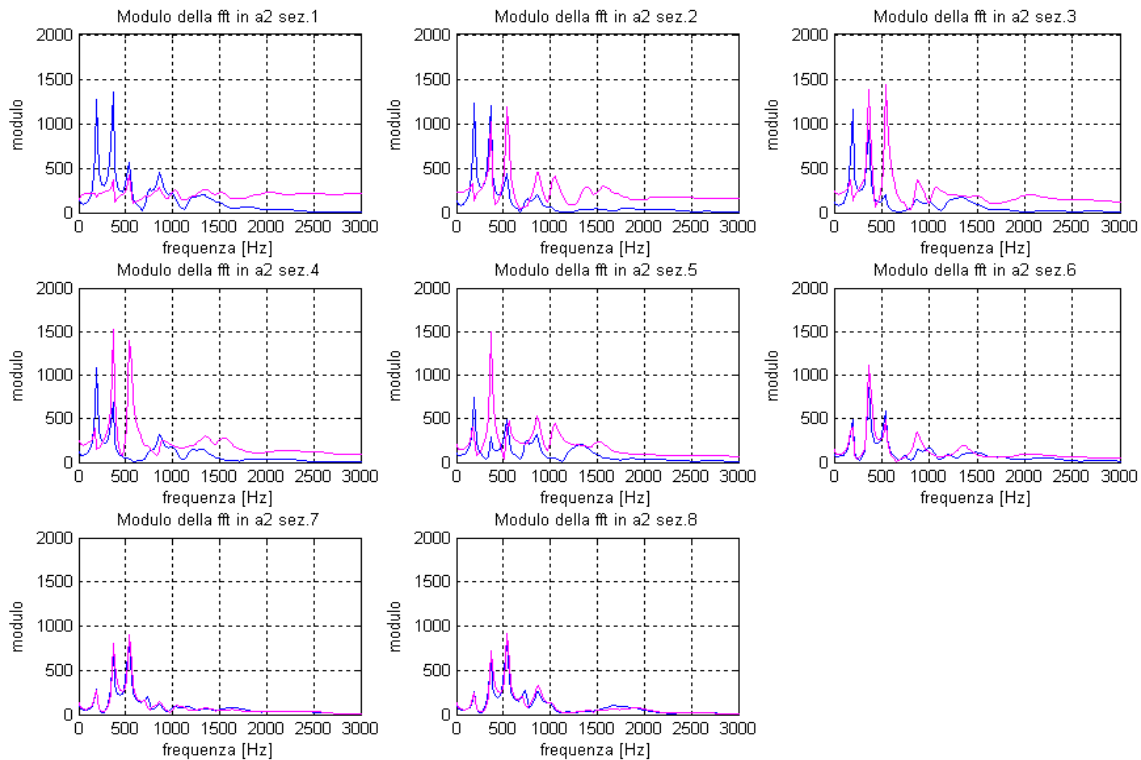 Modulo della fft in a2 sez.1
Modulo della fft in a2 sez.2
Modulo della fft in a2 sez.3
2000
1500
1000
500
0
modulo
0 500 1000 1500 2000 2500 3000
frequenza [Hz]
2000
1500
1000
500
0
modulo
0 500 1000 1500 2000 2500 3000
frequenza [Hz]
2000
1500
1000
500
0
modulo
0 500 1000 1500 2000 2500 3000
frequenza [Hz]
Modulo della fft in a2 sez.4
Modulo della fft in a2 sez.5
Modulo della fft in a2 sez.6
2000
1500
1000
500
0
modulo
0 500 1000 1500 2000 2500 3000
frequenza [Hz]
2000
1500
1000
500
0
modulo
0 500 1000 1500 2000 2500 3000
frequenza [Hz]
2000
1500
1000
500
0
modulo
0 500 1000 1500 2000 2500 3000
frequenza [Hz]
Modulo della fft in a2 sez.7
Modulo della fft in a2 sez.8
2000
1500
1000
500
0
modulo
0 500 1000 1500 2000 2500 3000
frequenza [Hz]
2000
1500
1000
500
0
modulo
0 500 1000 1500 2000 2500 3000
frequenza [Hz]